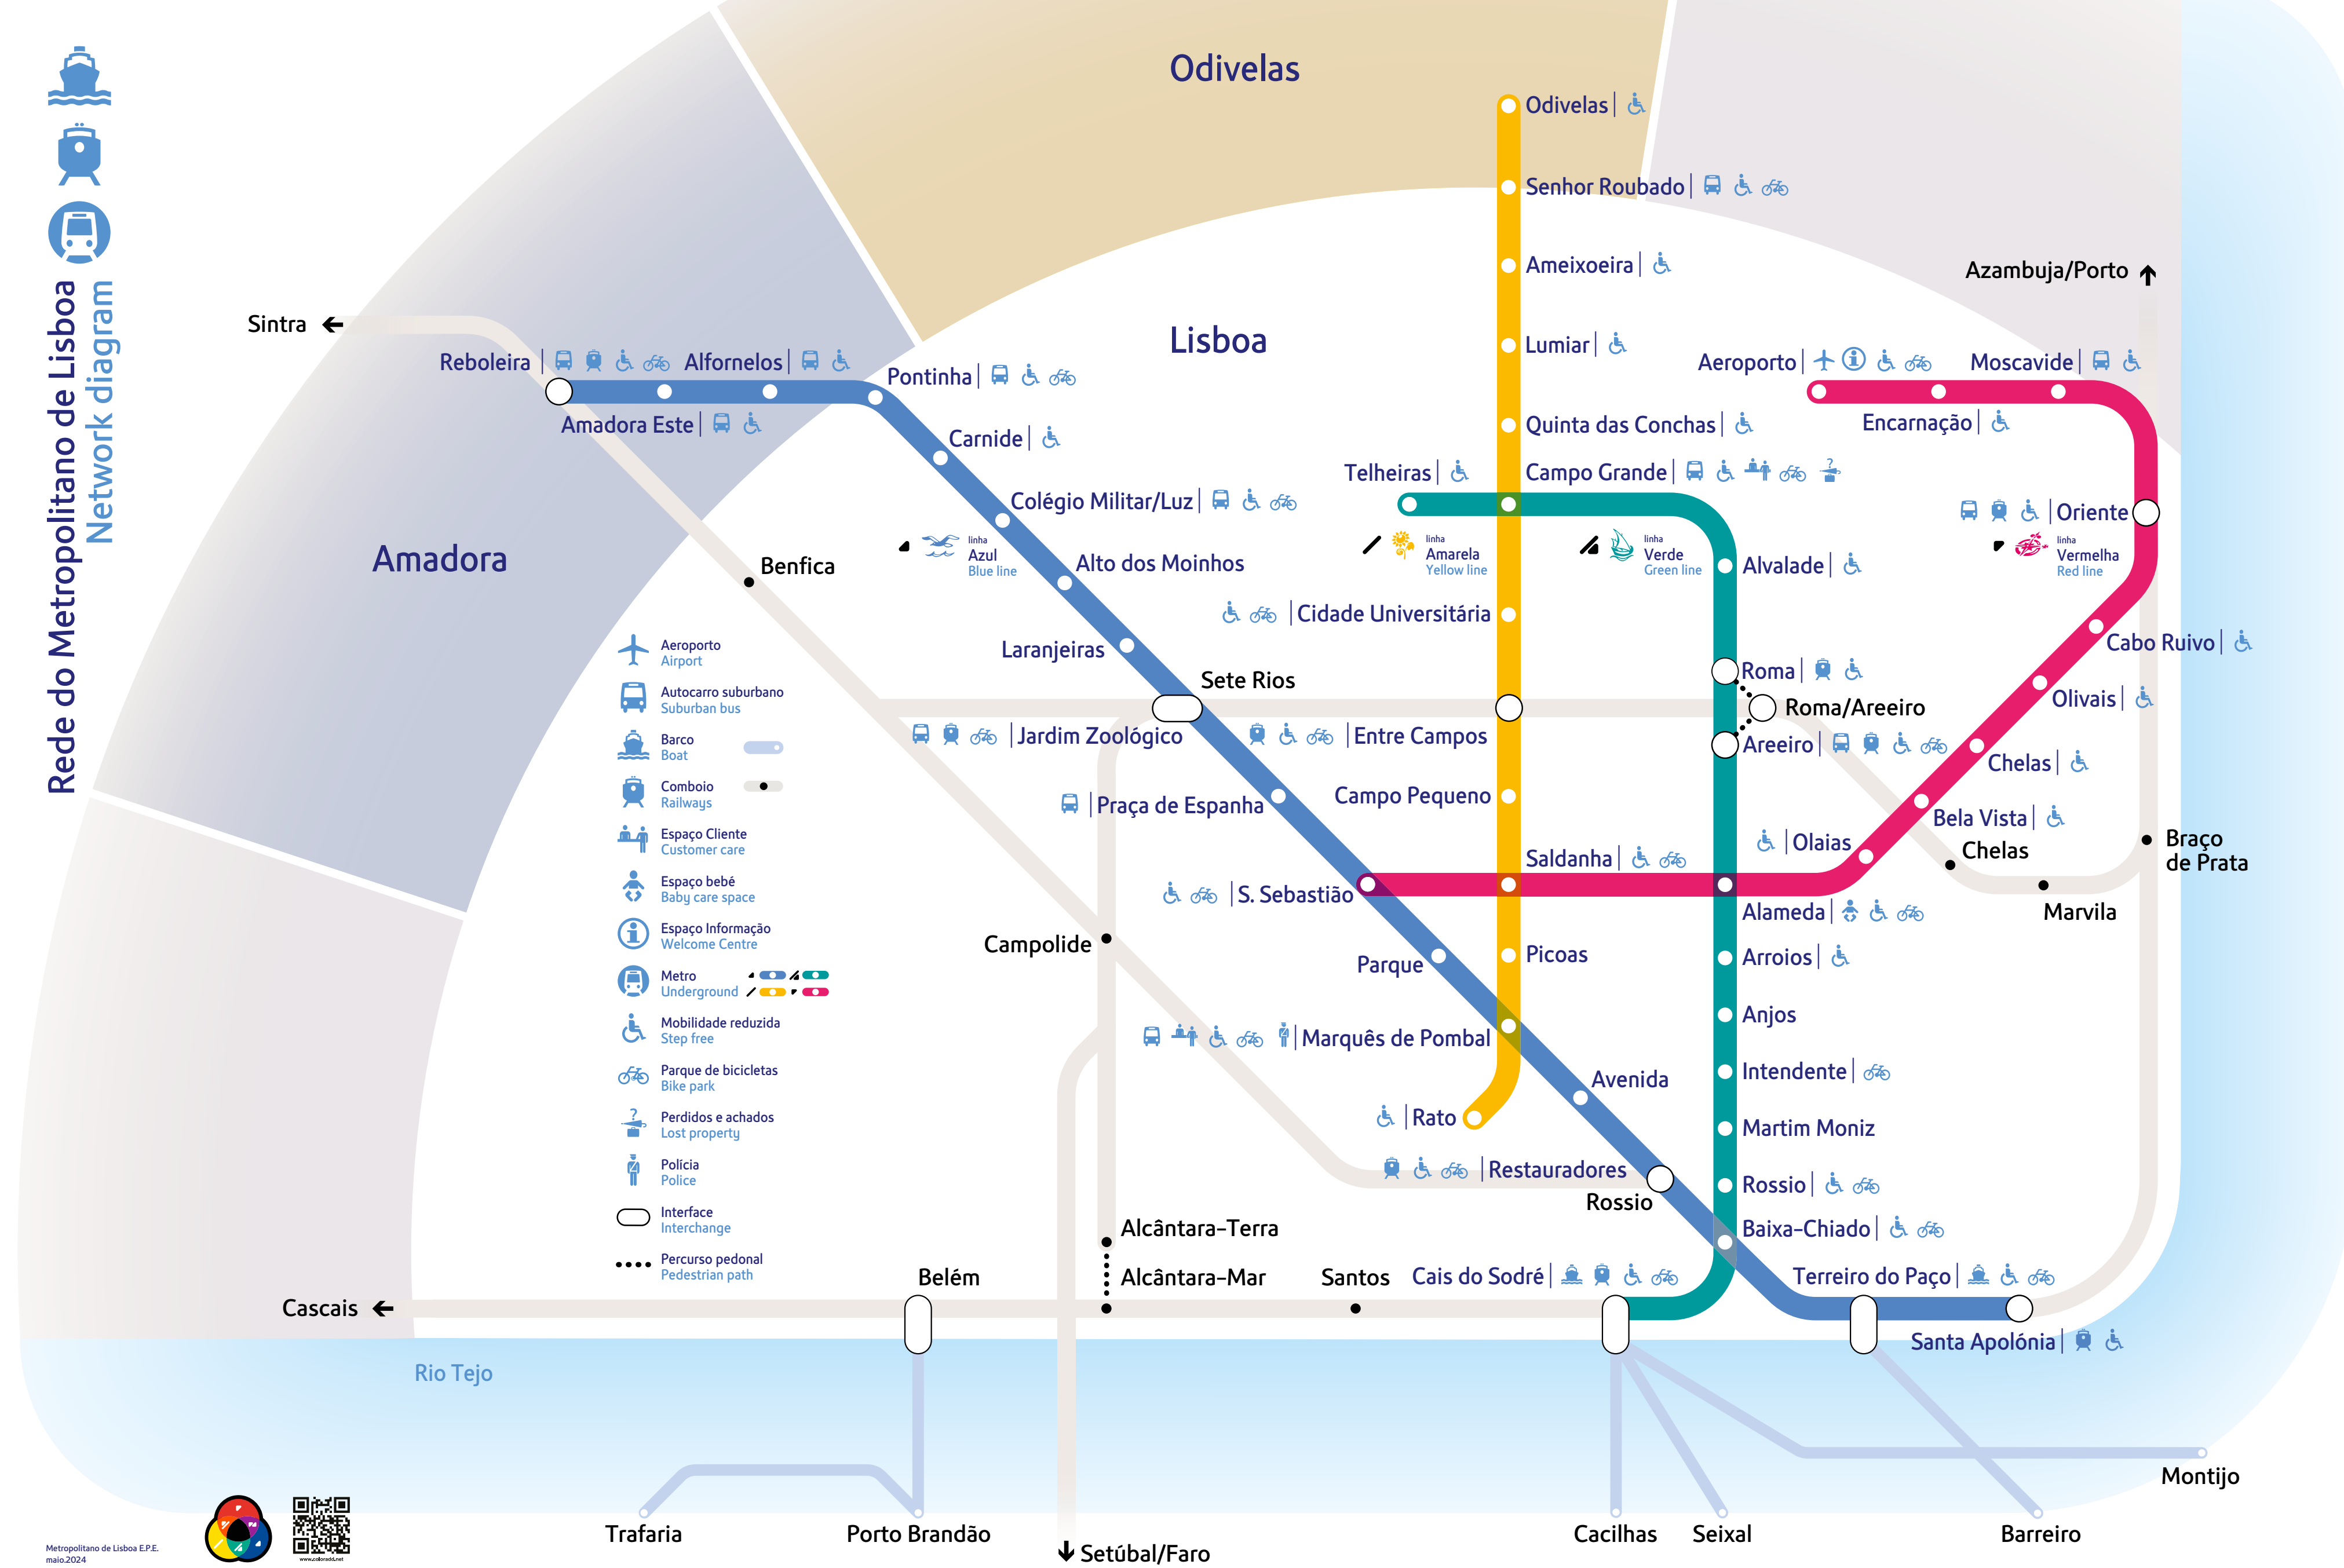 Rede do Metropolitano de Lisboa
Network diagram
Odivelas
Odivelas
Senhor Roubado
Ameixoeira
Lisboa
Lumiar
Azambuja/Porto
Sintra
Reboleira
Alfornelos
Pontinha
Aeroporto
Moscavide
Amadora Este
Carnide
Quinta das Conchas
Encarnação
Telheiras
Campo Grande
Colégio Militar/Luz
Oriente
linha
Azul
Blue line
linha
Amarela
Yellow line
linha
Verde
Green line
linha
Vermelha
Red line
Amadora
Benfica
Alto dos Moinhos
Alvalade
Cidade Universitária
Laranjeiras
Cabo Ruivo
Sete Rios
Roma
Olivais
Roma/Areeiro
Jardim Zoológico
Entre Campos
Areeiro
Chelas
Praça de Espanha
Campo Pequeno
Bela Vista
Olaias
Chelas
Braço
de Prata
Saldanha
S. Sebastião
Alameda
Marvila
Campolide
Parque
Picoas
Arroios
Anjos
Marquês de Pombal
Avenida
Intendente
Rato
Martim Moniz
Restauradores
Rossio
Rossio
Baixa-Chiado
Alcântara-Terra
Alcântara-Mar
Belém
Santos
Cais do Sodré
Terreiro do Paço
Cascais
Santa Apolónia
Aeroporto
Airport
Autocarro suburbano
Suburban bus
Barco
Boat
Comboio
Railways
Espaço Cliente
Customer care
Espaço bebé
Baby care space
Espaço Informação
Welcome Centre
Metro
Underground
Mobilidade reduzida
Step free
Parque de bicicletas
Bike park
Perdidos e achados
Lost property
Polícia
Police
Interface
Interchange
Percurso pedonal
Pedestrian path
Rio Tejo
Montijo
Trafaria
Porto Brandão
Cacilhas
Seixal
Barreiro
Setúbal/Faro
Metropolitano de Lisboa E.P.E.
maio.2024
www.coloradd.net